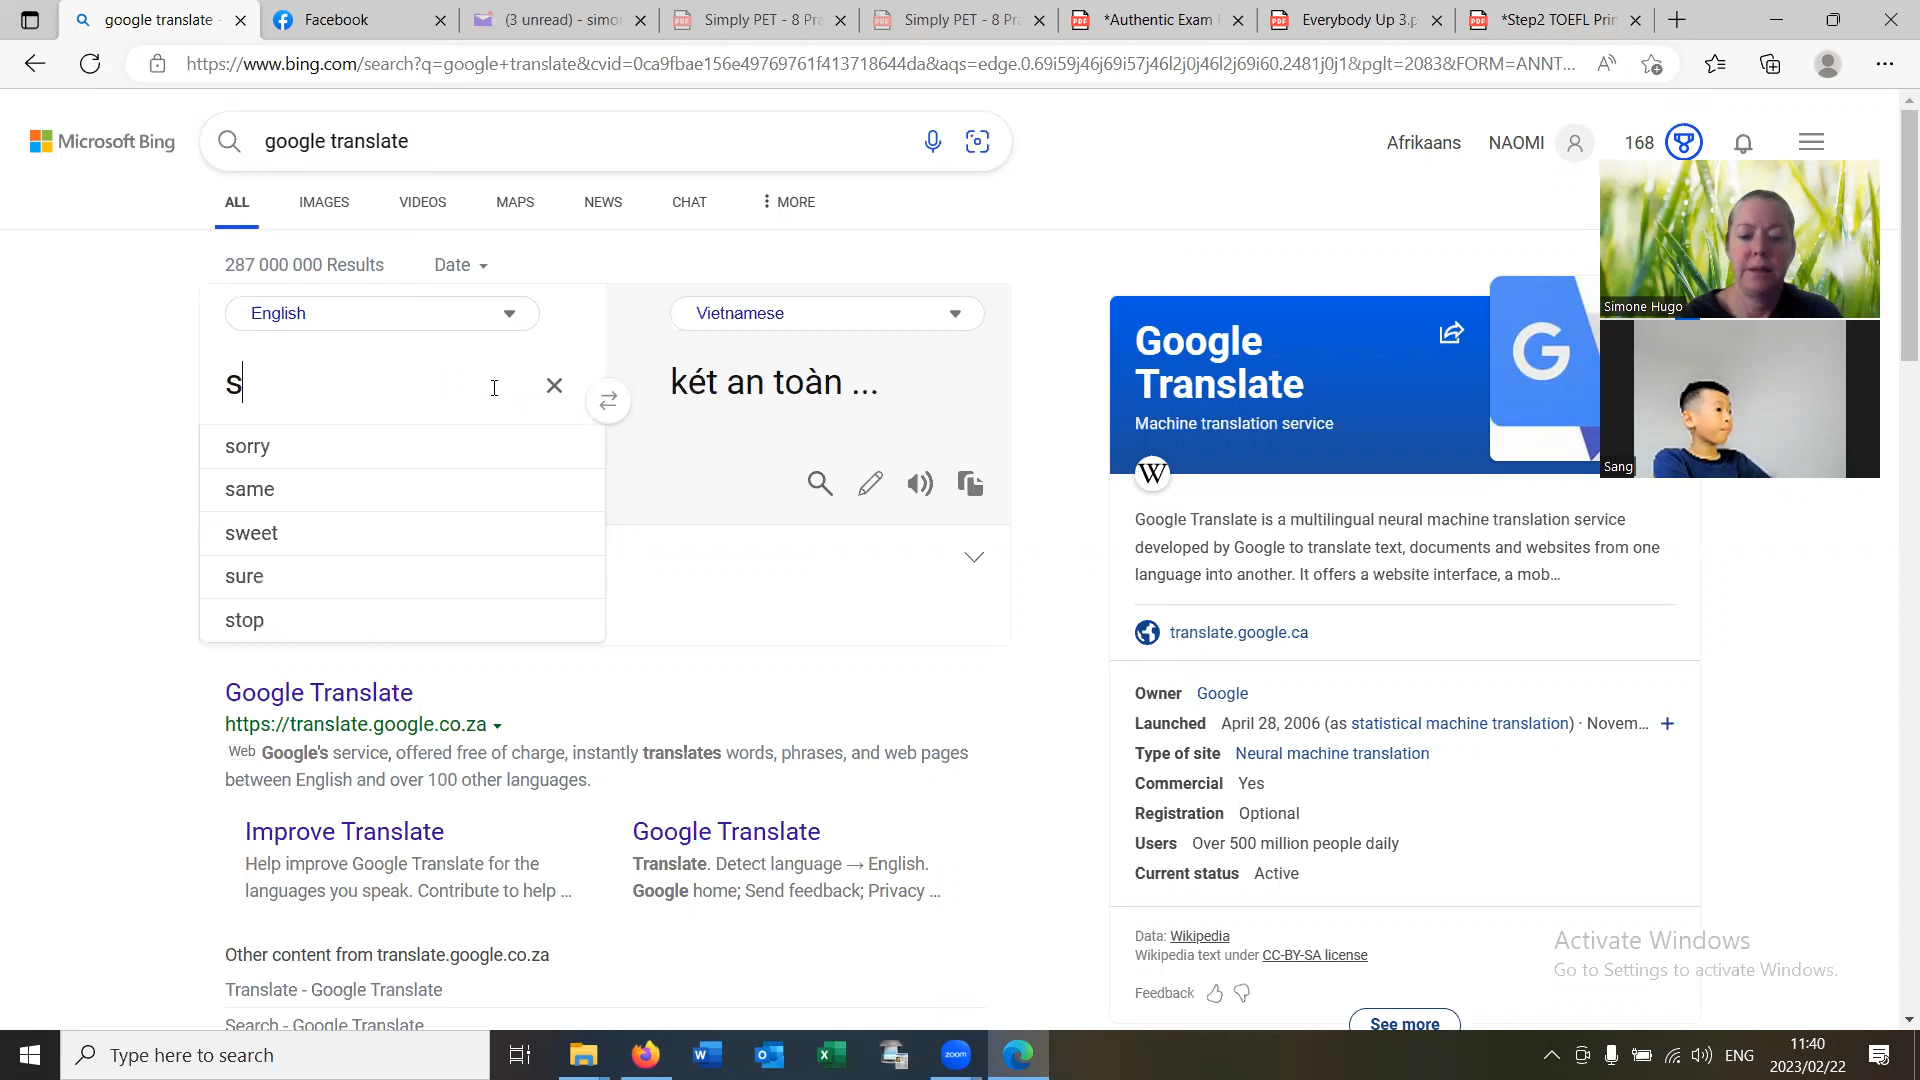 google translate -
Facebook
(3 unread) - simo
Simply PET - 8 Pra
Simply PET - 8 Pra
*Authentic Exam
Everybody Up 3.p
*Step2 TOEFL Prim
https://www.bing.com/search?q=google+translate&cvid=0ca9fbae156e49769761f413718644da&aqs=edge.0.69i59j46j69i57j46l2j0j46l2j69i60.2481j0j1&pglt=2083&FORM=ANNT...
Microsoft Bing
google translate
Afrikaans
NAOMI
168
ALL
IMAGES
VIDEOS
MAPS
NEWS
CHAT
MORE
287 000 000 Results
Date
English
Vietnamese
s
két an toàn ...
sorry
same
sweet
sure
stop
Google Translate
https://translate.google.co.za
Web Google's service, offered free of charge, instantly translates words, phrases, and web pages
between English and over 100 other languages.
Improve Translate
Help improve Google Translate for the
languages you speak. Contribute to help ...
Google Translate
Translate. Detect language → English.
Google home; Send feedback; Privacy ...
Other content from translate.google.co.za
Translate - Google Translate
Search - Google Translate
Google
Translate
Machine translation service
G
W
Google Translate is a multilingual neural machine translation service
developed by Google to translate text, documents and websites from one
language into another. It offers a website interface, a mob...
translate.google.ca
Owner Google
Launched April 28, 2006 (as statistical machine translation) · Novem...
Type of site Neural machine translation
Commercial Yes
Registration Optional
Users Over 500 million people daily
Current status Active
Data: Wikipedia
Wikipedia text under CC-BY-SA license
Feedback
See more
Simone Hugo
Sang
Activate Windows
Go to Settings to activate Windows.
Type here to search
zoom
ENG
11:40
2023/02/22